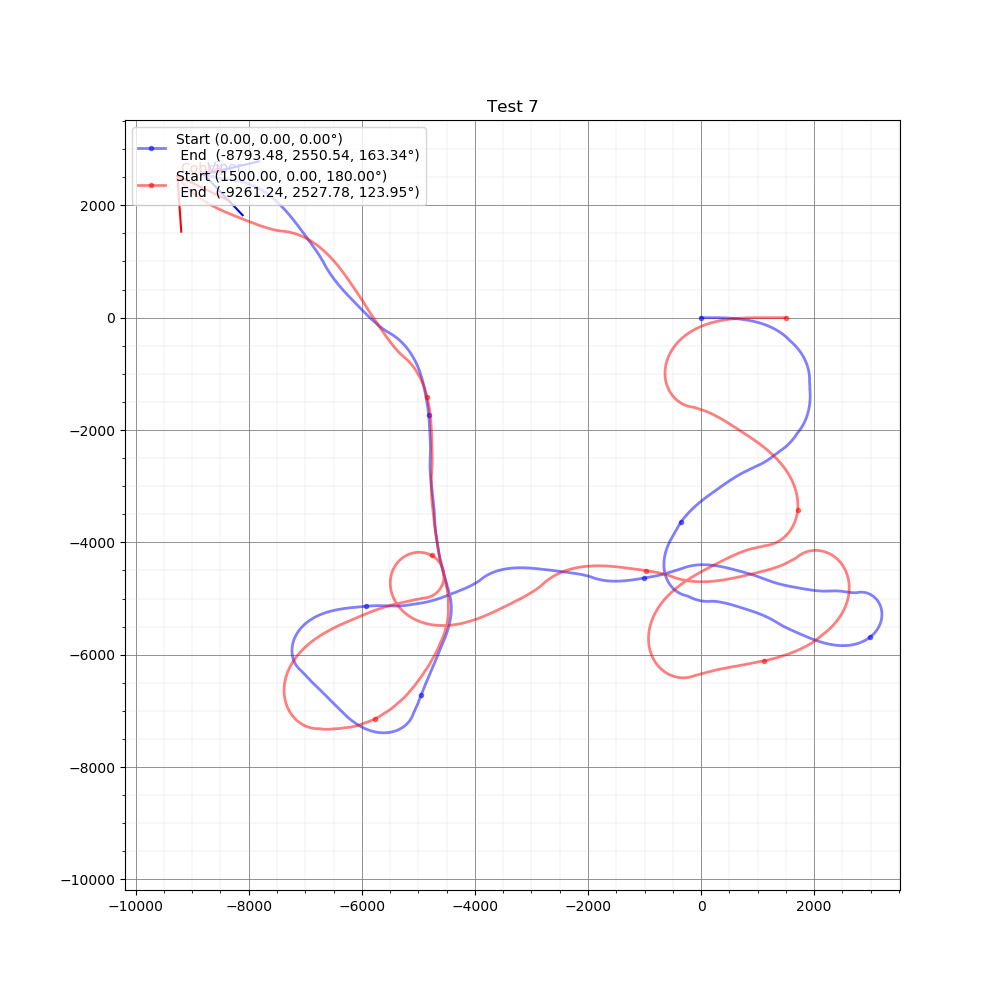 Test 7
Start (0.00, 0.00, 0.00°)
End (-8793.48, 2550.54, 163.34°)
Start (1500.00, 0.00, 180.00°)
End (-9261.24, 2527.78, 123.95°)
2000
0
−2000
−4000
−6000
−8000
−10000
−10000 −8000 −6000 −4000 −2000 0 2000